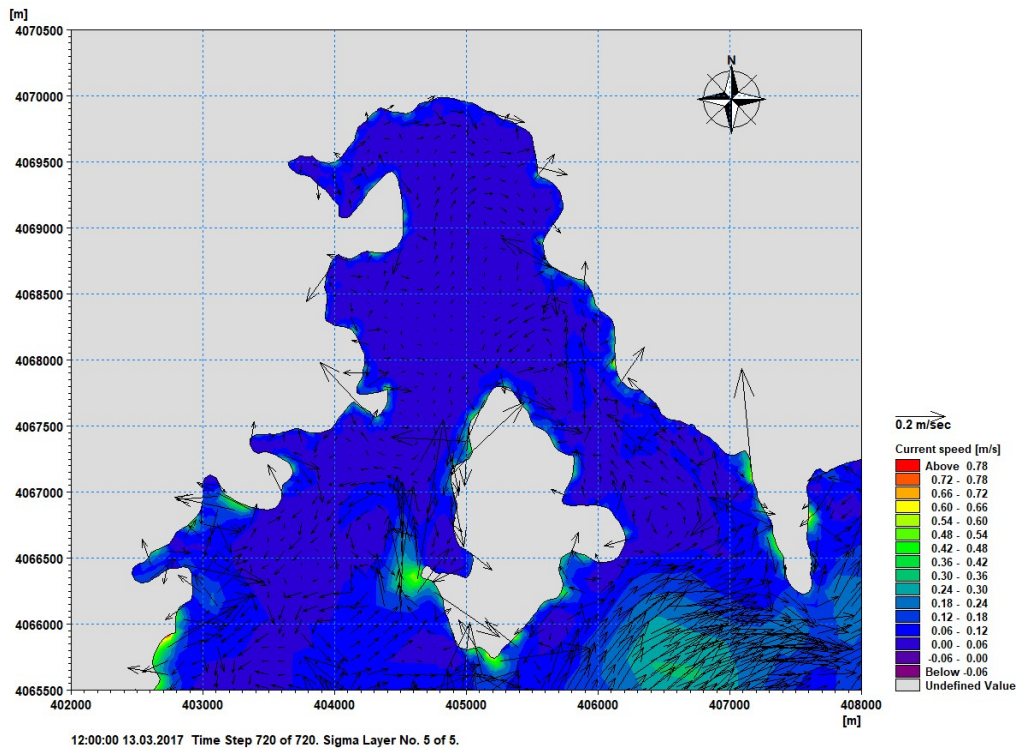 [m]
4070500
4070000
4069500
4069000
4068500
4068000
4067500
4067000
4066500
4066000
4065500
402000 403000 404000 405000 406000 407000 408000
[m]
N
0.2 m/sec
Current speed [m/s]
Above 0.78
0.72 - 0.78
0.66 - 0.72
0.60 - 0.66
0.54 - 0.60
0.48 - 0.54
0.42 - 0.48
0.36 - 0.42
0.30 - 0.36
0.24 - 0.30
0.18 - 0.24
0.12 - 0.18
0.06 - 0.12
0.00 - 0.06
-0.06 - 0.00
Below -0.06
Undefined Value
12:00:00 13.03.2017 Time Step 720 of 720. Sigma Layer No. 5 of 5.